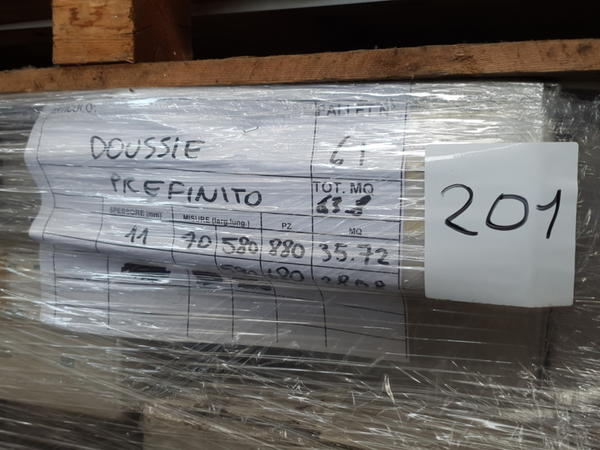 PALLET N°
DOUSSIE
61
PREFINITO
TOT. MQ
SPESSORE (mm) MISURE (larg.lung.) PZ MQ
11 70 580 880 35.72
201